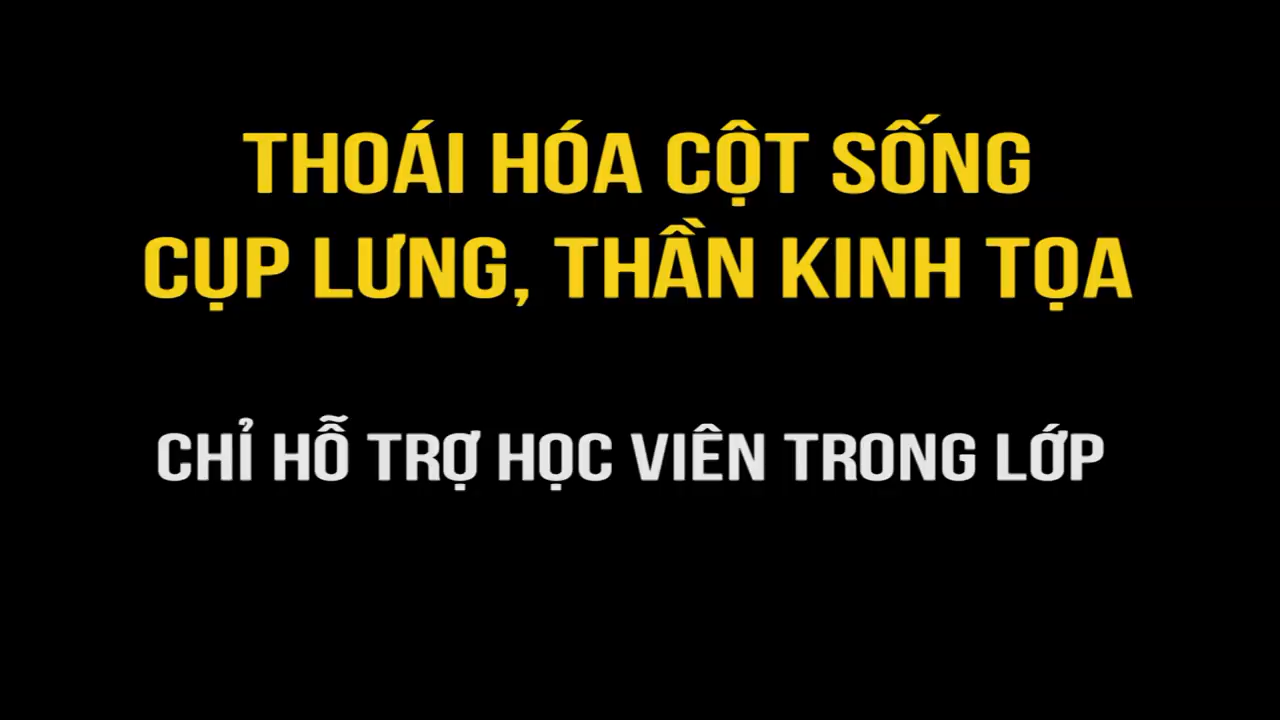 THOÁI HÓA CỘT SỐNG
CỤP LƯNG, THẦN KINH TỌA
CHỈ HỖ TRỢ HỌC VIÊN TRONG LỚP